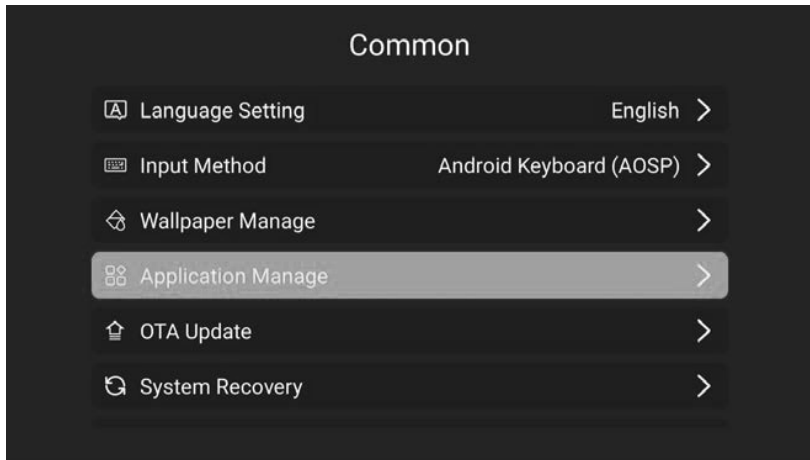 Common
Language Setting English
Input Method Android Keyboard (AOSP)
Wallpaper Manage
Application Manage
OTA Update
System Recovery